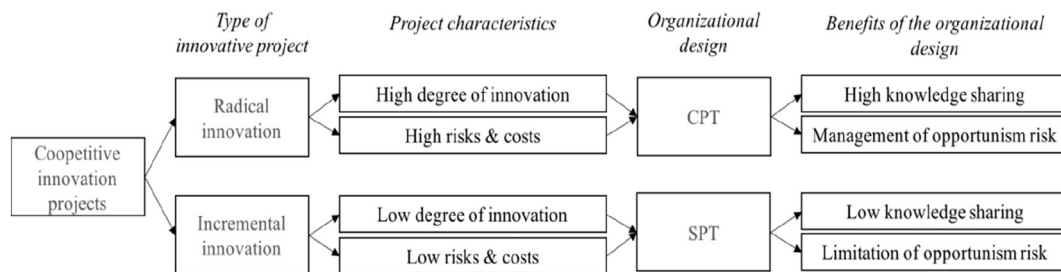 Type of
innovative project
Project characteristics
Organizational
design
Benefits of the organizational
design
Coopetitive
innovation
projects
Radical
innovation
High degree of innovation
High risks & costs
CPT
High knowledge sharing
Management of opportunism risk
Incremental
innovation
Low degree of innovation
Low risks & costs
SPT
Low knowledge sharing
Limitation of opportunism risk